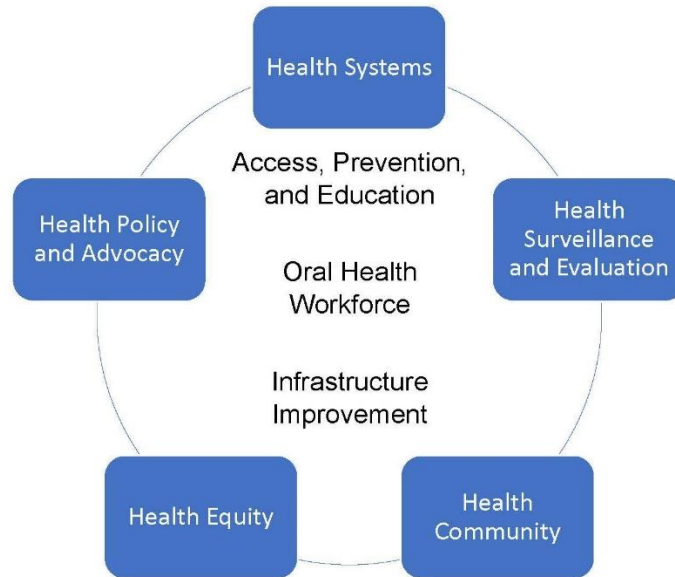 Health Systems
Access, Prevention,
and Education
Health Policy
and Advocacy
Health
Surveillance
and Evaluation
Oral Health
Workforce
Infrastructure
Improvement
Health Equity
Health
Community